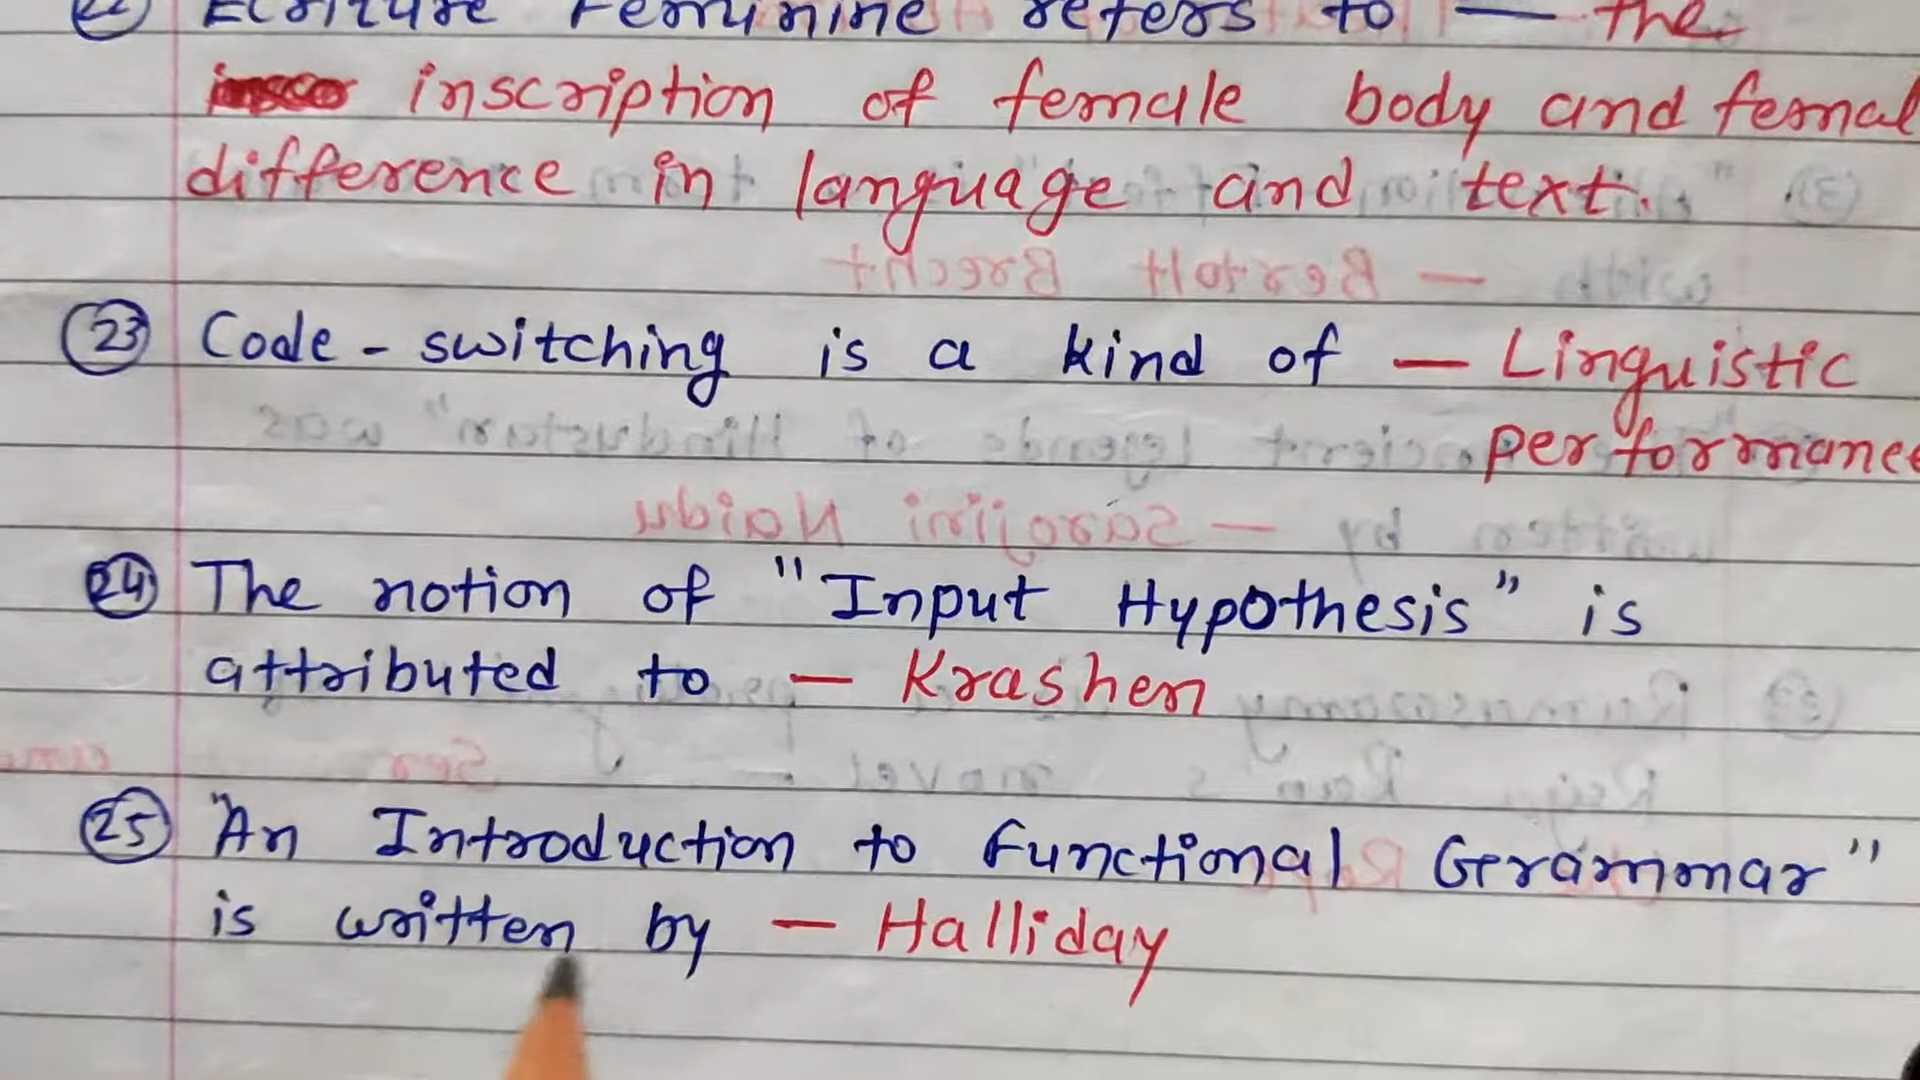 22 Ecriture Feminine refers to — the
inscription of female body and femal
difference in language and text.
23 Code-switching is a kind of — Linguistic
performance
24 The notion of "Input Hypothesis" is
attributed to — Krashen
25 "An Introduction to Functional Grammar"
is written by — Halliday